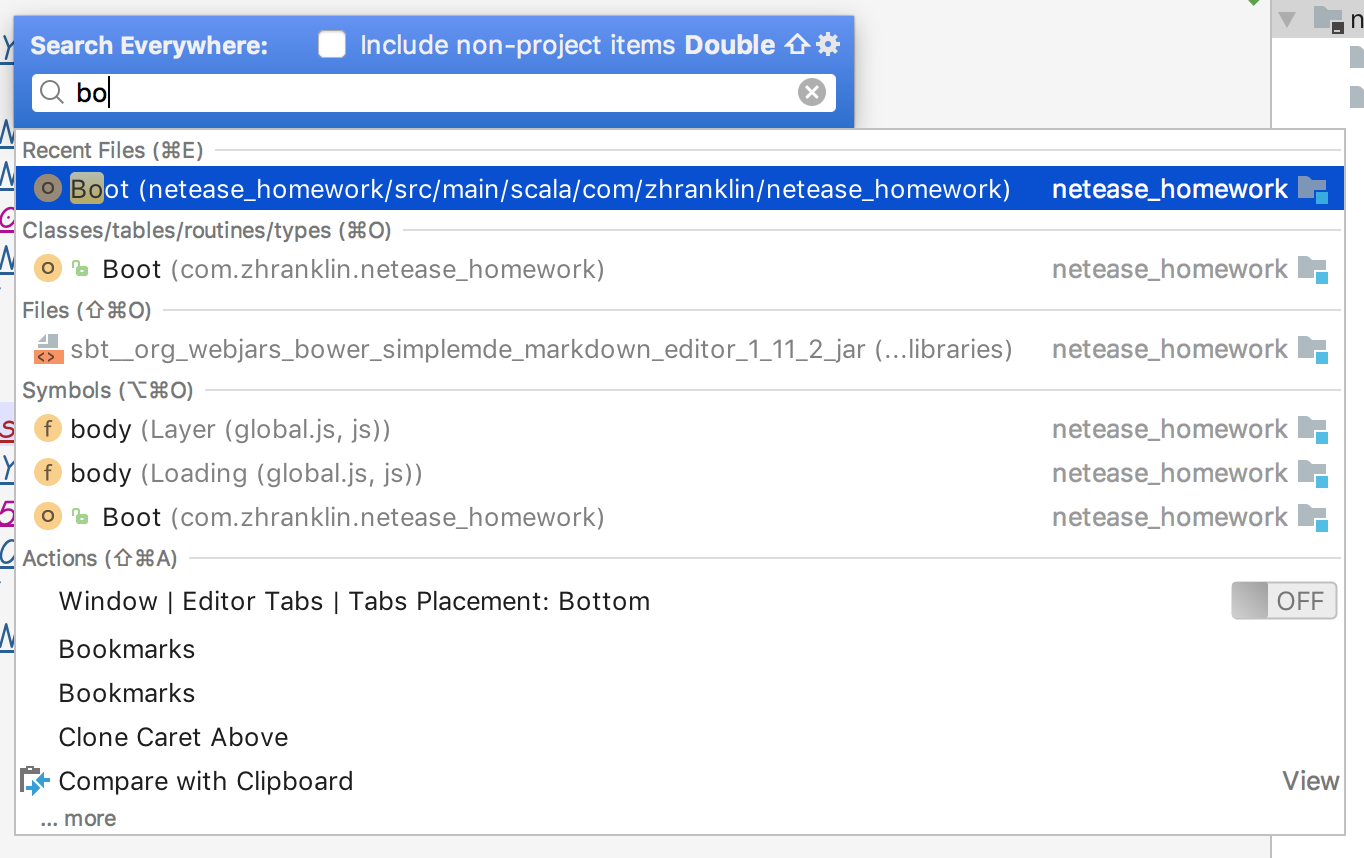 Search Everywhere: Include non-project items Double ⇧
bo
Recent Files (⌘E)
Boot (netease_homework/src/main/scala/com/zhranklin/netease_homework) netease_homework
Classes/tables/routines/types (⌘O)
Boot (com.zhranklin.netease_homework) netease_homework
Files (⇧⌘O)
sbt__org_webjars_bower_simplemde_markdown_editor_1_11_2_jar (...libraries) netease_homework
Symbols (⌥⌘O)
body (Layer (global.js, js)) netease_homework
body (Loading (global.js, js)) netease_homework
Boot (com.zhranklin.netease_homework) netease_homework
Actions (⇧⌘A)
Window | Editor Tabs | Tabs Placement: Bottom OFF
Bookmarks
Bookmarks
Clone Caret Above
Compare with Clipboard View
... more